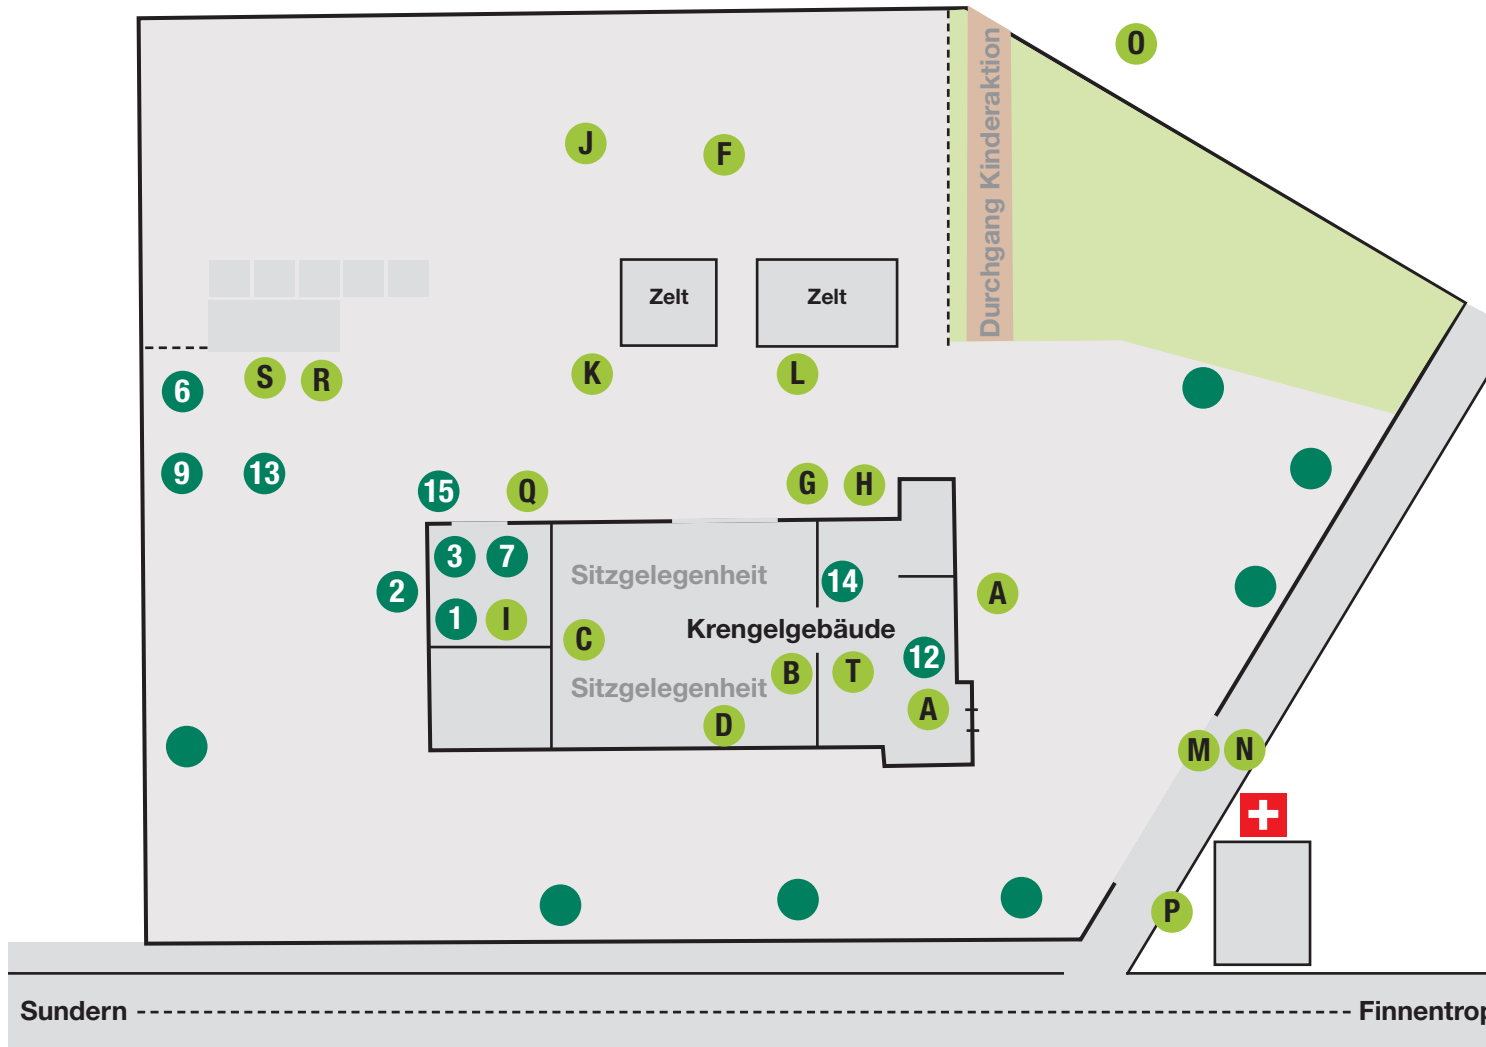 O
Durchgang Kinderaktion
J
F
Zelt
Zelt
S
R
K
L
6
9
13
15
Q
G
H
3
7
Sitzgelegenheit
14
2
A
1
I
C
Krengelgebäude
12
B
T
Sitzgelegenheit
A
D
M
N
P
Sundern
Finnentrop